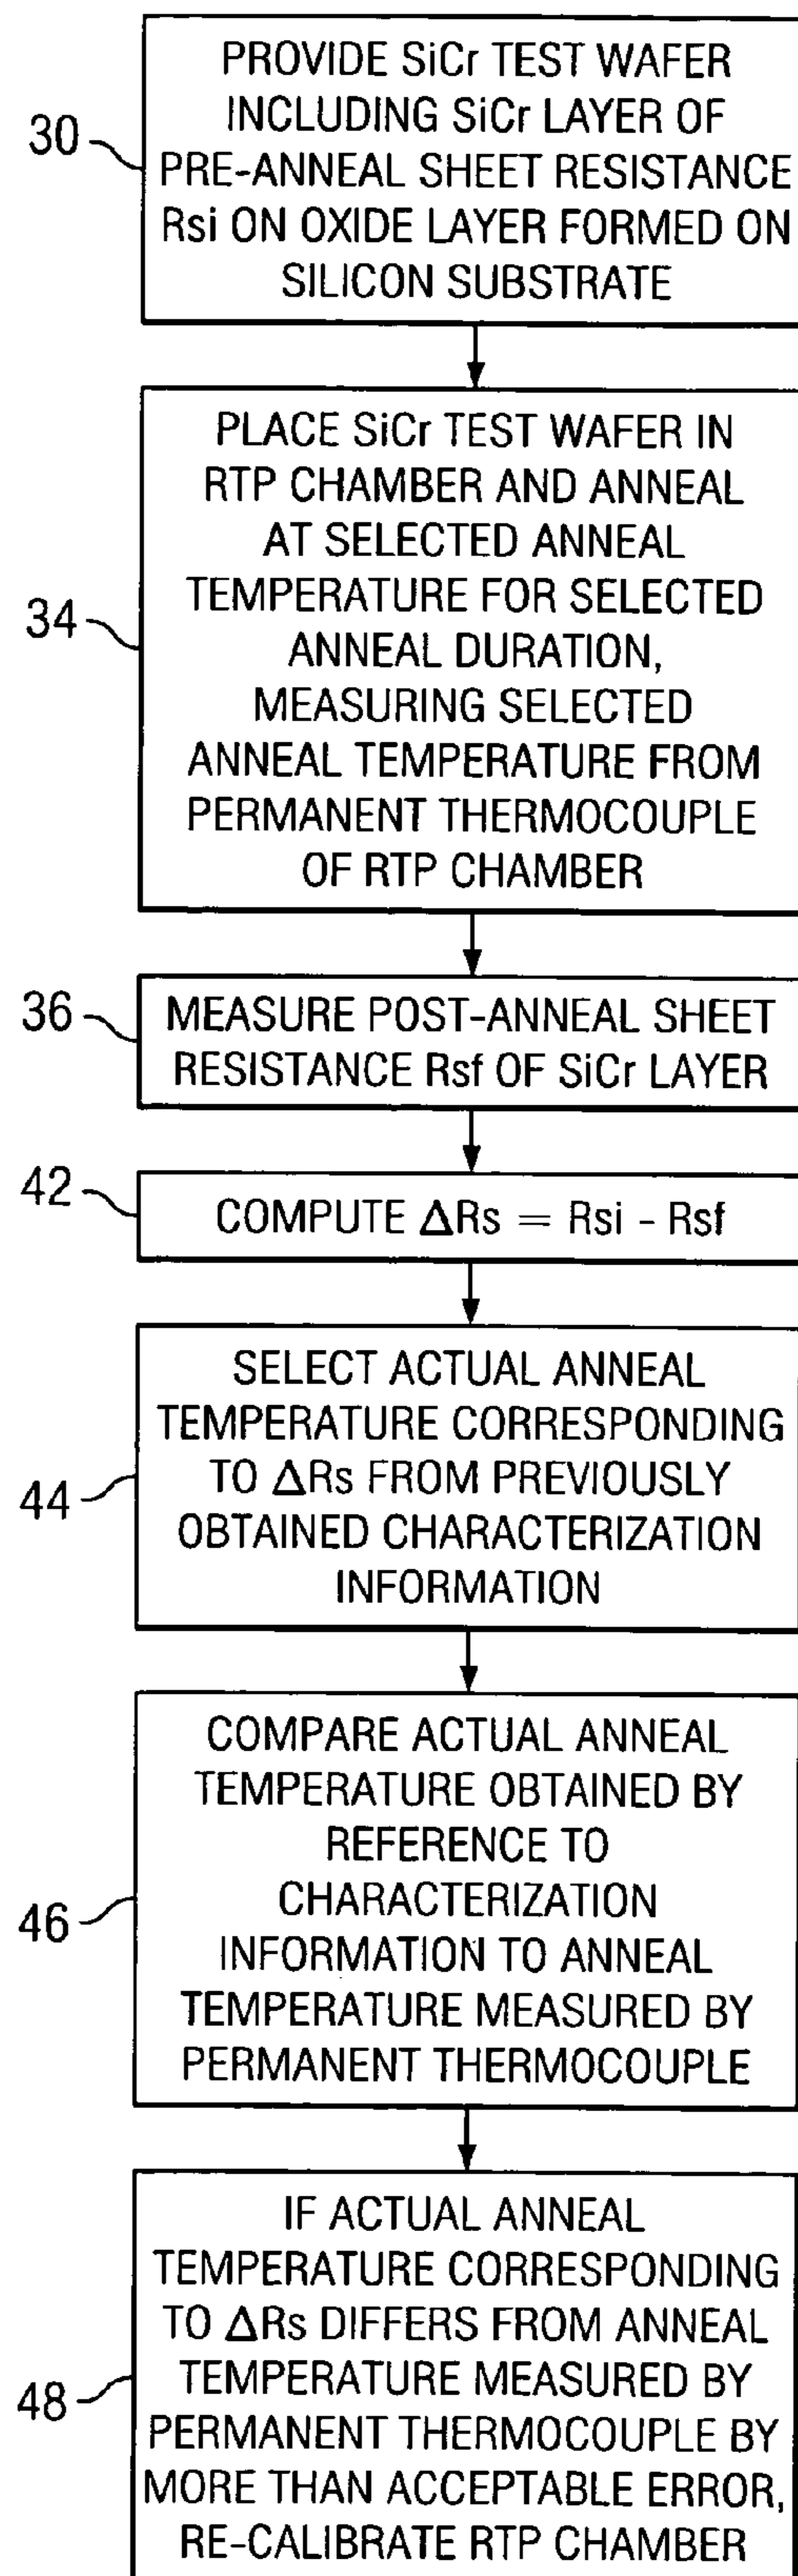 30
PROVIDE SiCr TEST WAFER
INCLUDING SiCr LAYER OF
PRE-ANNEAL SHEET RESISTANCE
Rsi ON OXIDE LAYER FORMED ON
SILICON SUBSTRATE
34
PLACE SiCr TEST WAFER IN
RTP CHAMBER AND ANNEAL
AT SELECTED ANNEAL
TEMPERATURE FOR SELECTED
ANNEAL DURATION,
MEASURING SELECTED
ANNEAL TEMPERATURE FROM
PERMANENT THERMOCOUPLE
OF RTP CHAMBER
36
MEASURE POST-ANNEAL SHEET
RESISTANCE Rsf OF SiCr LAYER
42
COMPUTE ΔRs = Rsi - Rsf
44
SELECT ACTUAL ANNEAL
TEMPERATURE CORRESPONDING
TO ΔRs FROM PREVIOUSLY
OBTAINED CHARACTERIZATION
INFORMATION
46
COMPARE ACTUAL ANNEAL
TEMPERATURE OBTAINED BY
REFERENCE TO
CHARACTERIZATION
INFORMATION TO ANNEAL
TEMPERATURE MEASURED BY
PERMANENT THERMOCOUPLE
48
IF ACTUAL ANNEAL
TEMPERATURE CORRESPONDING
TO ΔRs DIFFERS FROM ANNEAL
TEMPERATURE MEASURED BY
PERMANENT THERMOCOUPLE BY
MORE THAN ACCEPTABLE ERROR,
RE-CALIBRATE RTP CHAMBER